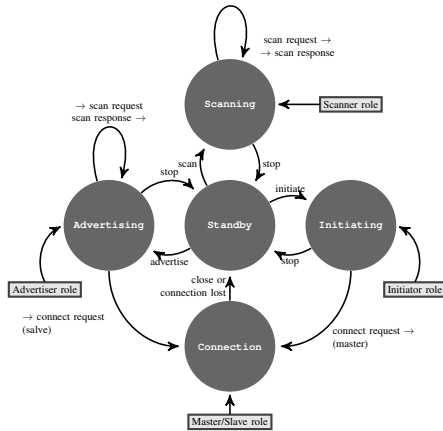 scan request →
→ scan response
Scanning
Scanner role
→ scan request
scan response →
stop
scan
stop
initiate
Advertising
Standby
Initiating
advertise
stop
close or
connection lost
Advertiser role
Initiator role
→ connect request
(salve)
connect request →
(master)
Connection
Master/Slave role